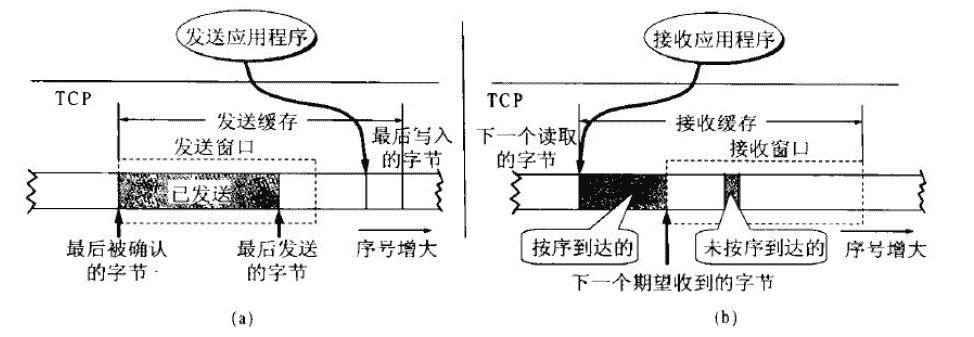 发送应用程序
TCP
发送缓存
发送窗口
最后写入
的字节
已发送
最后被确认
的字节
最后发送
的字节
序号增大
(a)
接收应用程序
TCP
下一个读取
的字节
接收缓存
接收窗口
按序到达的
未按序到达的
序号增大
下一个期望收到的字节
(b)